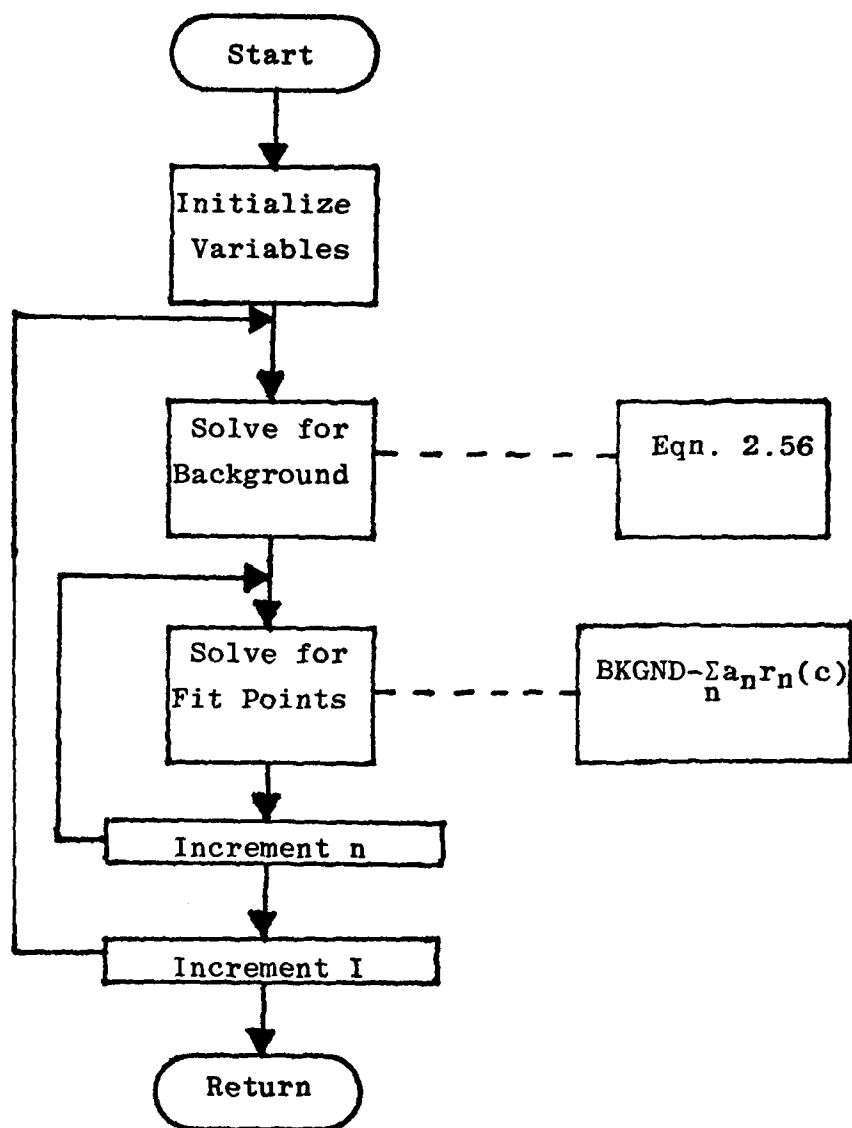 Start
Initialize
Variables
Solve for
Background
Eqn. 2.56
Solve for
Fit Points
BKGND-Σaₙrₙ(c)
n
Increment n
Increment I
Return